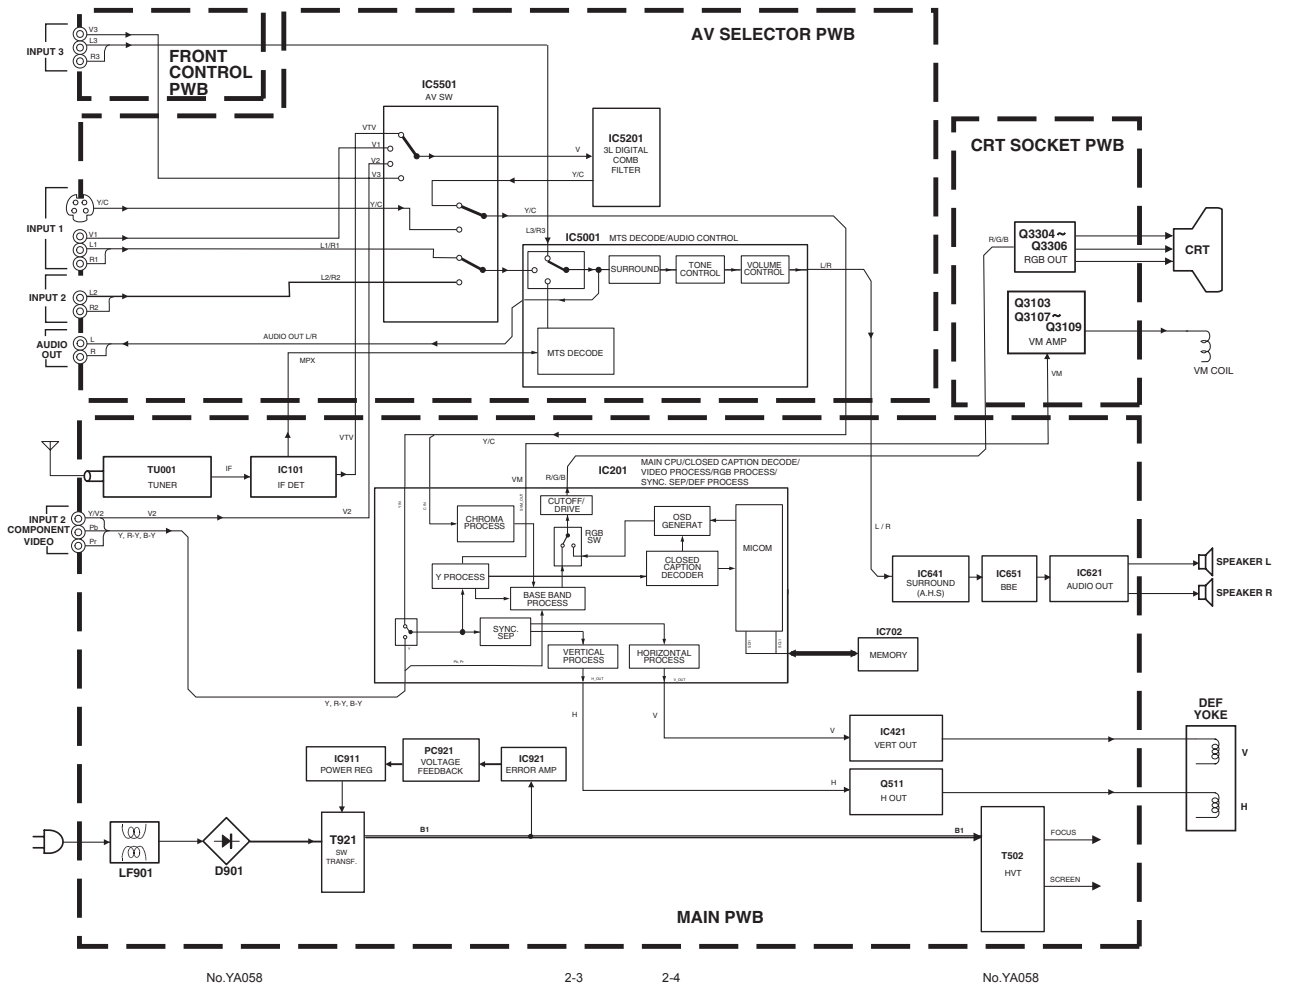 AV SELECTOR PWB
FRONT
CONTROL
PWB
INPUT 3
V3
L3
R3
IC5501
AV SW
VTV
V1
V2
V3
Y/C
IC5201
3L DIGITAL
COMB
FILTER
V
Y/C
CRT SOCKET PWB
INPUT 1
Y/C
V1
L1
R1
L1/R1
Y/C
L3/R3
IC5001 MTS DECODE/AUDIO CONTROL
SURROUND
TONE
CONTROL
VOLUME
CONTROL
L/R
R/G/B
Q3304～
Q3306
RGB OUT
CRT
INPUT 2
L2
R2
L2/R2
Q3103
Q3107～
Q3109
VM AMP
AUDIO
OUT
L
R
AUDIO OUT L/R
MPX
MTS DECODE
VM COIL
VM
VTV
Y/C
TU001
TUNER
IF
IC101
IF DET
VM
R/G/B
IC201
MAIN CPU/CLOSED CAPTION DECODE/
VIDEO PROCESS/RGB PROCESS/
SYNC. SEP/DEF PROCESS
INPUT 2
COMPONENT
VIDEO
Y/V2
Pb
Pr
V2
V2
Y, R-Y, B-Y
CHROMA
PROCESS
CUTOFF/
DRIVE
RGB
SW
OSD
GENERAT
MICOM
L / R
Y PROCESS
CLOSED
CAPTION
DECODER
BASE BAND
PROCESS
IC641
SURROUND
(A.H.S)
IC651
BBE
IC621
AUDIO OUT
SPEAKER L
SPEAKER R
SYNC.
SEP
VERTICAL
PROCESS
HORIZONTAL
PROCESS
IC702
MEMORY
H_OUT
V_OUT
Y, R-Y, B-Y
H
V
V
IC421
VERT OUT
DEF
YOKE
V
H
H
Q511
H OUT
IC911
POWER REG
PC921
VOLTAGE
FEEDBACK
IC921
ERROR AMP
LF901
D901
T921
SW
TRANSF.
B1
B1
T502
HVT
FOCUS
SCREEN
MAIN PWB
No.YA058
2-3
2-4
No.YA058